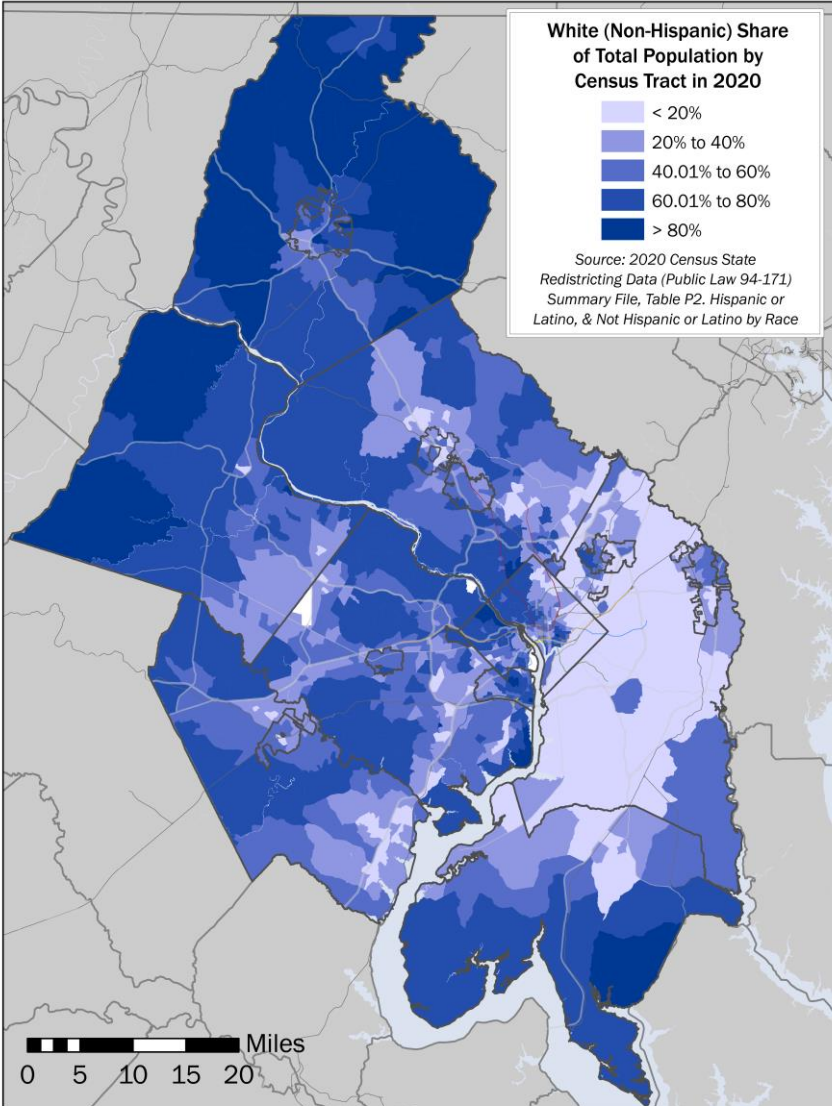 White (Non-Hispanic) Share
of Total Population by
Census Tract in 2020
< 20%
20% to 40%
40.01% to 60%
60.01% to 80%
> 80%
Source: 2020 Census State
Redistricting Data (Public Law 94-171)
Summary File, Table P2. Hispanic or
Latino, & Not Hispanic or Latino by Race
Miles
0 5 10 15 20